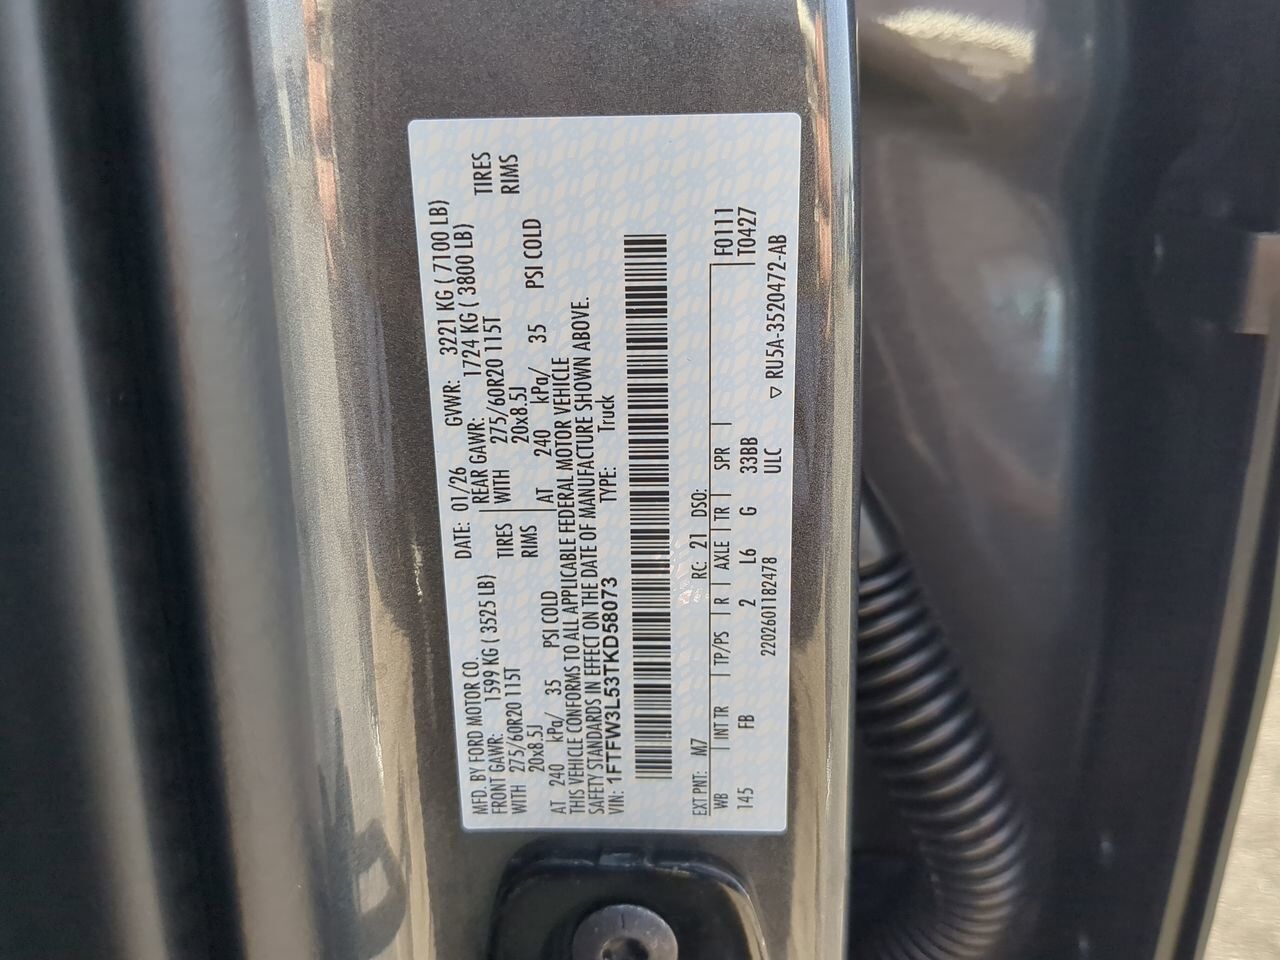 MFD. BY FORD MOTOR CO. DATE: 01/26 GVWR: 3221 KG ( 7100 LB)
FRONT GAWR: 1599 KG ( 3525 LB) REAR GAWR: 1724 KG ( 3800 LB)
WITH 275/60R20 115T TIRES WITH 275/60R20 115T TIRES
20x8.5J RIMS 20x8.5J RIMS
AT 240 kPa/ 35 PSI COLD AT 240 kPa/ 35 PSI COLD
THIS VEHICLE CONFORMS TO ALL APPLICABLE FEDERAL MOTOR VEHICLE
SAFETY STANDARDS IN EFFECT ON THE DATE OF MANUFACTURE SHOWN ABOVE.
VIN: 1FTFW3L53TKD58073 TYPE: Truck
EXT PNT: M7 RC: 21 DSO:
WB INT TR TP/PS R AXLE TR SPR F0111
145 FB 2 L6 G 33BB T0427
2202601182478 ULC ▽ RU5A-3520472-AB